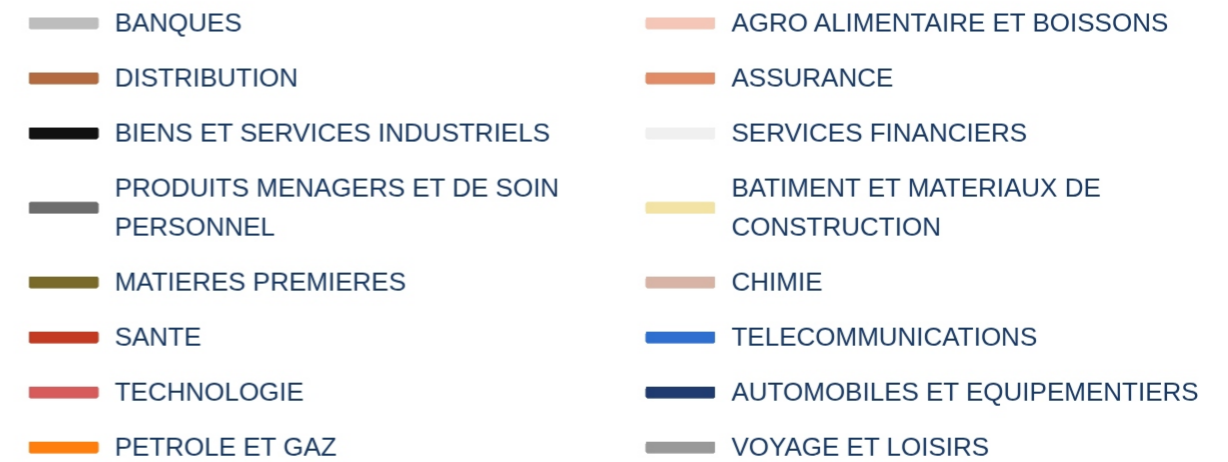 BANQUES
DISTRIBUTION
BIENS ET SERVICES INDUSTRIELS
PRODUITS MENAGERS ET DE SOIN
PERSONNEL
MATIERES PREMIERES
SANTE
TECHNOLOGIE
PETROLE ET GAZ
AGRO ALIMENTAIRE ET BOISSONS
ASSURANCE
SERVICES FINANCIERS
BATIMENT ET MATERIAUX DE
CONSTRUCTION
CHIMIE
TELECOMMUNICATIONS
AUTOMOBILES ET EQUIPEMENTIERS
VOYAGE ET LOISIRS